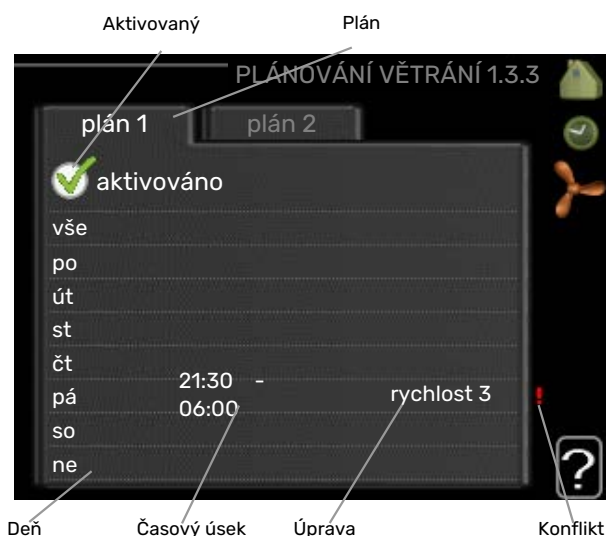 Aktivovaný Plán
PLÁNOVÁNÍ VĚTRÁNÍ 1.3.3
plán 1 plán 2
aktivováno
vše
po
út
st
čt
pá 21:30 - 06:00 rychlost 3 !
so
ne
?
Deň Časový úsek Úprava Konflikt